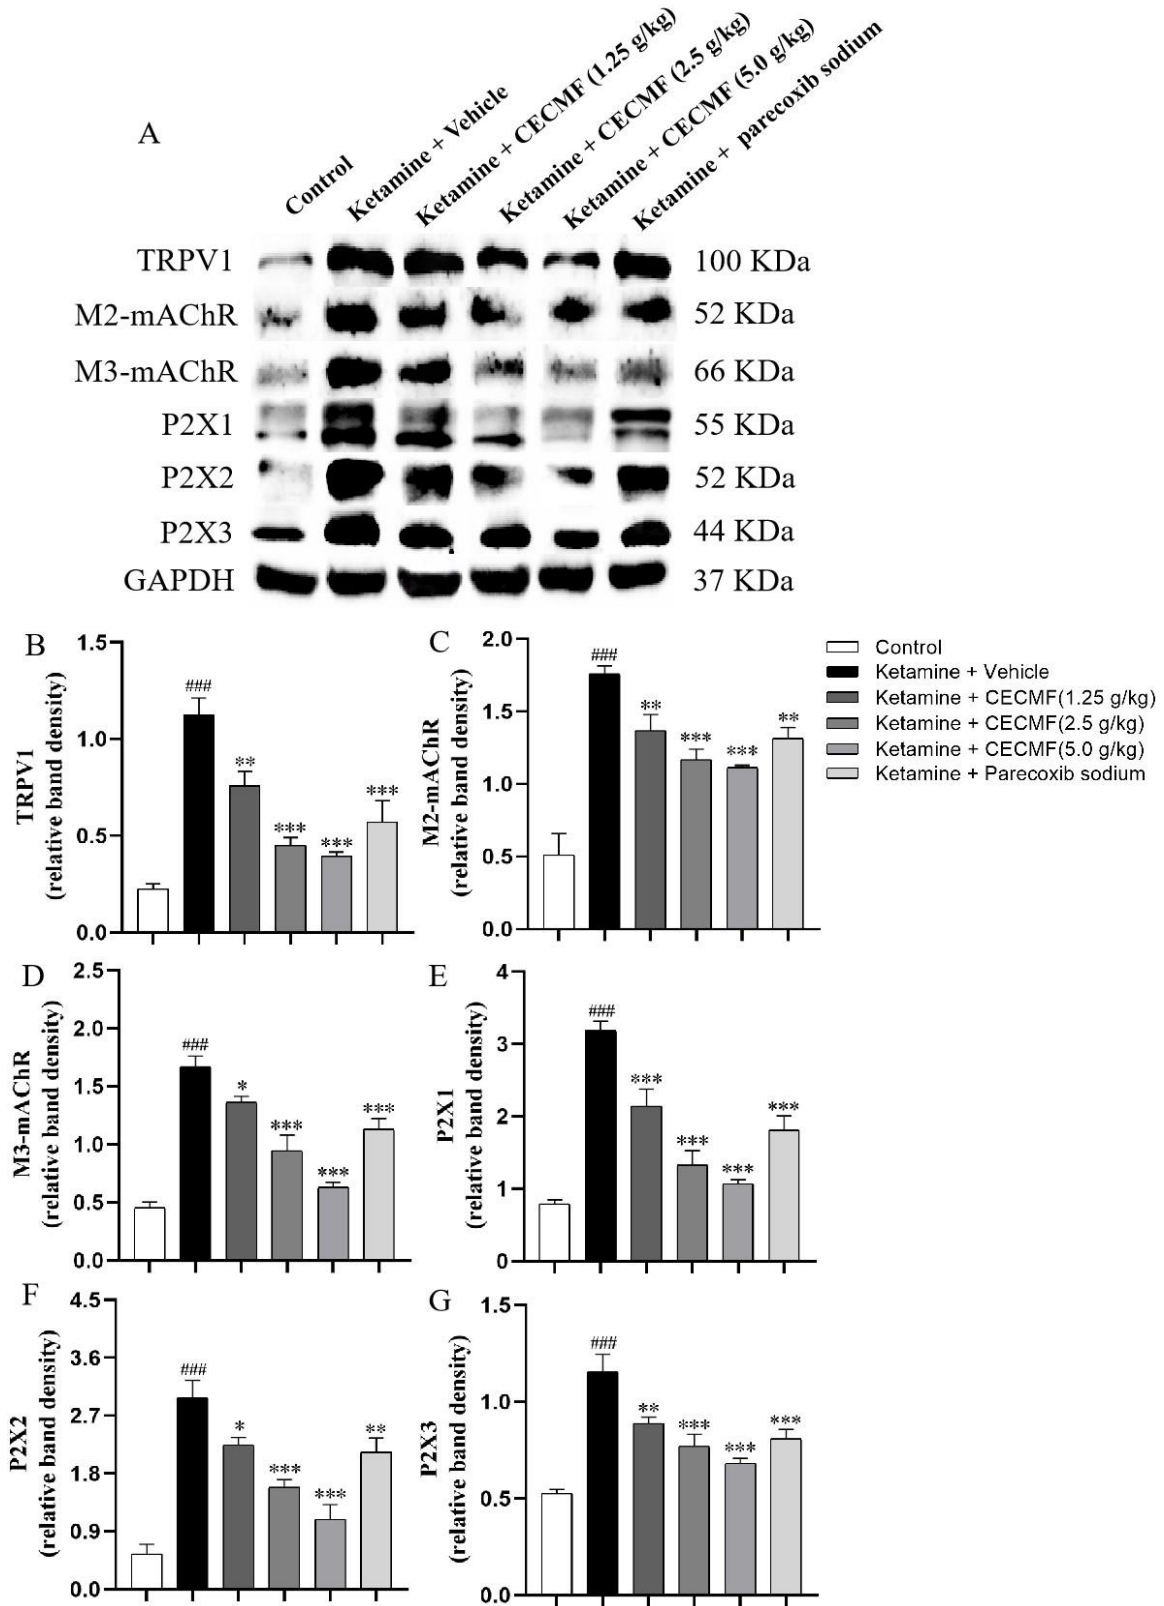 A
Control
Ketamine + Vehicle
Ketamine + CECMF (1.25 g/kg)
Ketamine + CECMF (2.5 g/kg)
Ketamine + CECMF (5.0 g/kg)
Ketamine + parecoxib sodium
TRPV1 100 KDa
M2-mAChR 52 KDa
M3-mAChR 66 KDa
P2X1 55 KDa
P2X2 52 KDa
P2X3 44 KDa
GAPDH 37 KDa
B
TRPV1
(relative band density)
1.5
1.0
0.5
0.0
###
**
***
***
***
C
M2-mAChR
(relative band density)
2.0
1.5
1.0
0.5
0.0
###
**
***
***
**
Control
Ketamine + Vehicle
Ketamine + CECMF(1.25 g/kg)
Ketamine + CECMF(2.5 g/kg)
Ketamine + CECMF(5.0 g/kg)
Ketamine + Parecoxib sodium
D
M3-mAChR
(relative band density)
2.5
2.0
1.5
1.0
0.5
0.0
###
*
***
***
***
E
P2X1
(relative band density)
4
3
2
1
0
###
***
***
***
***
F
P2X2
(relative band density)
4.5
3.6
2.7
1.8
0.9
0.0
###
*
***
***
**
G
P2X3
(relative band density)
1.5
1.0
0.5
0.0
###
**
***
***
***